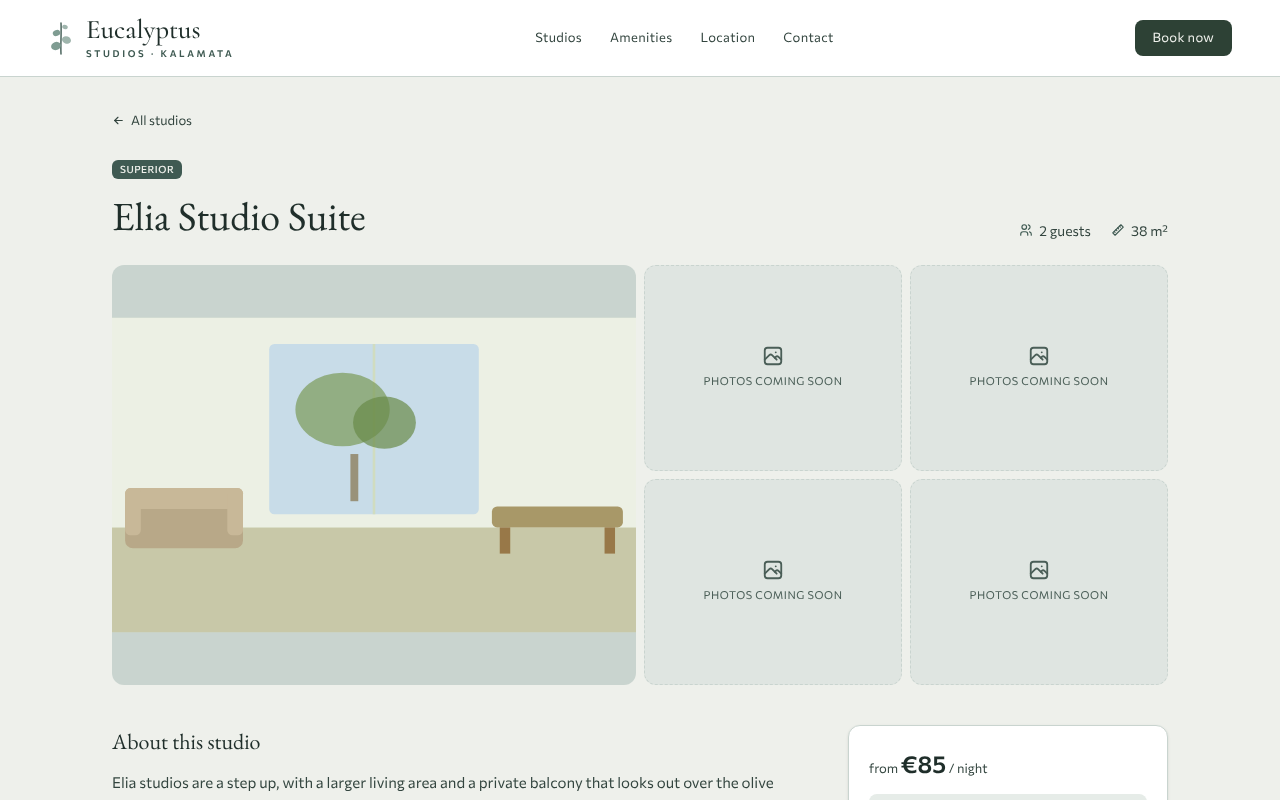 Eucalyptus
STUDIOS · KALAMATA
Studios
Amenities
Location
Contact
Book now
← All studios
SUPERIOR
Elia Studio Suite
2 guests
38 m²
PHOTOS COMING SOON
PHOTOS COMING SOON
PHOTOS COMING SOON
PHOTOS COMING SOON
About this studio
Elia studios are a step up, with a larger living area and a private balcony that looks out over the olive
from €85 / night